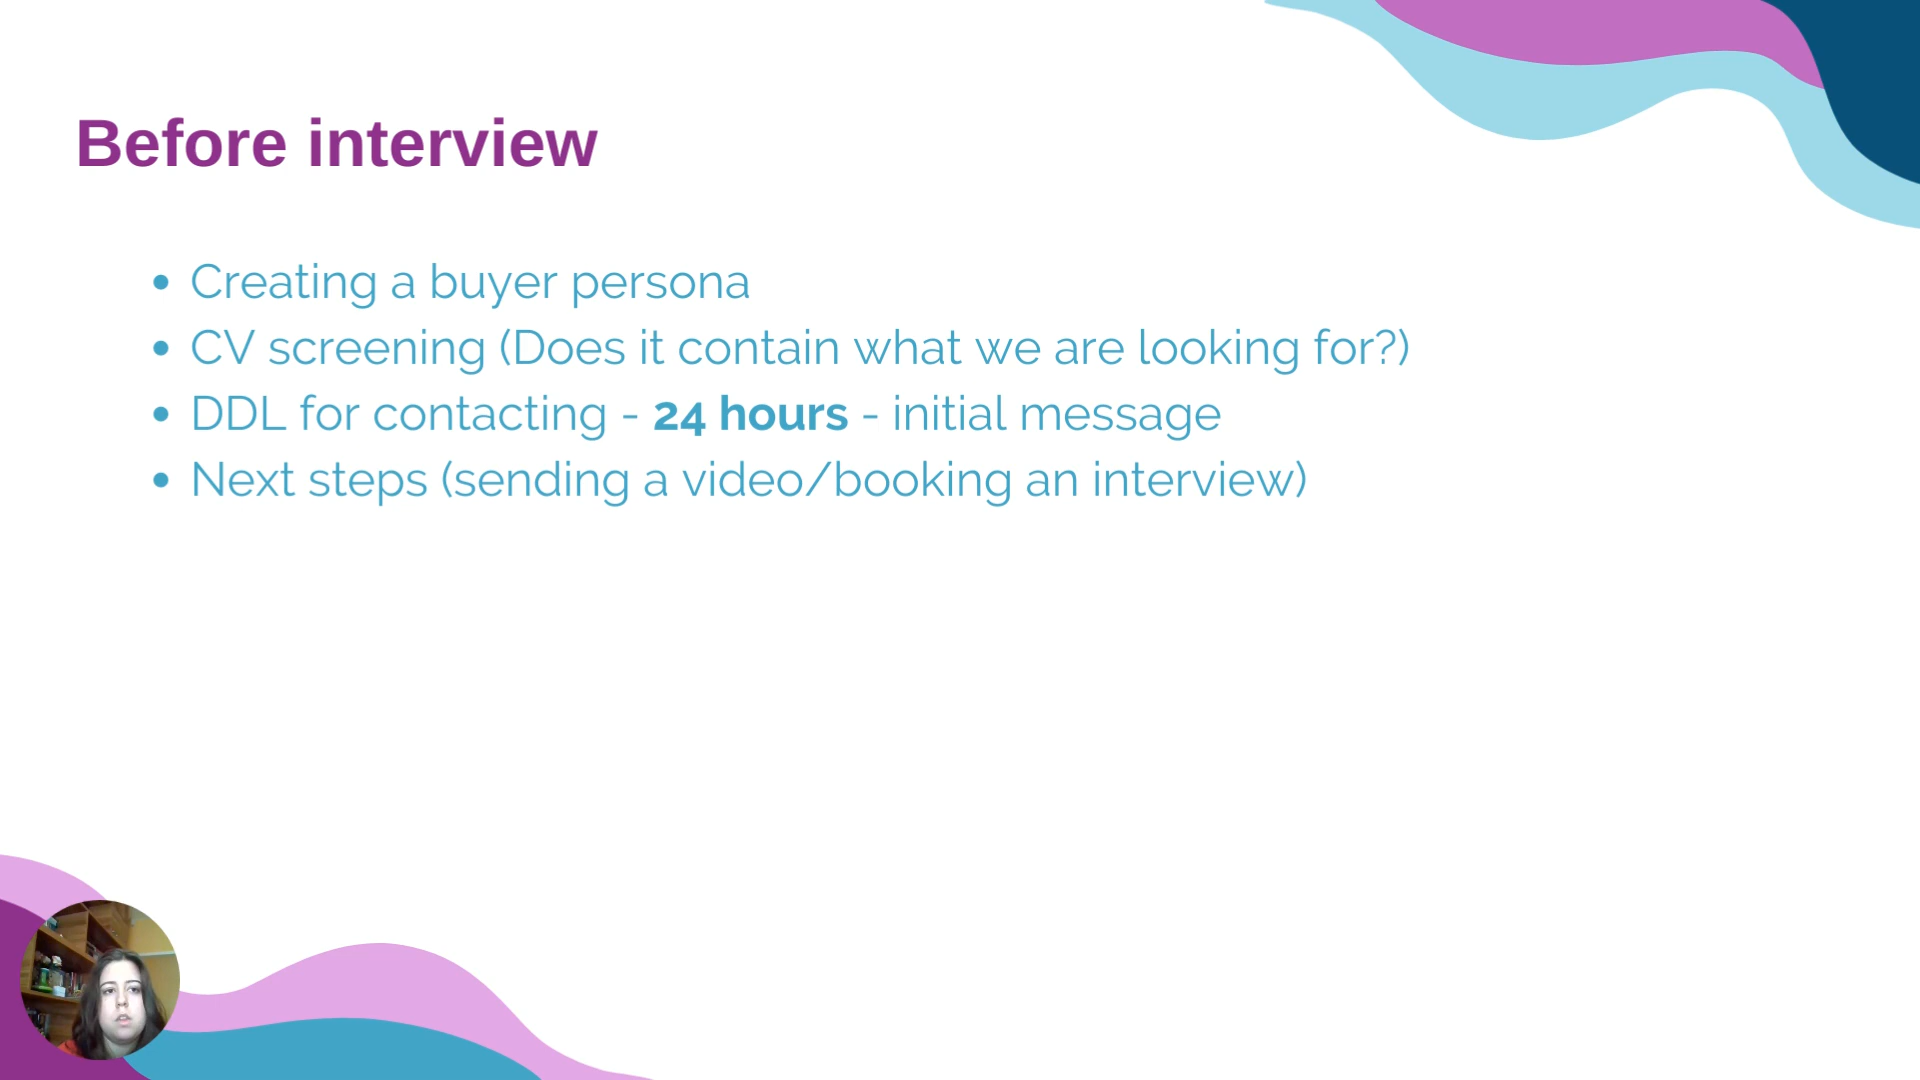 Before interview
• Creating a buyer persona
• CV screening (Does it contain what we are looking for?)
• DDL for contacting - 24 hours - initial message
• Next steps (sending a video/booking an interview)